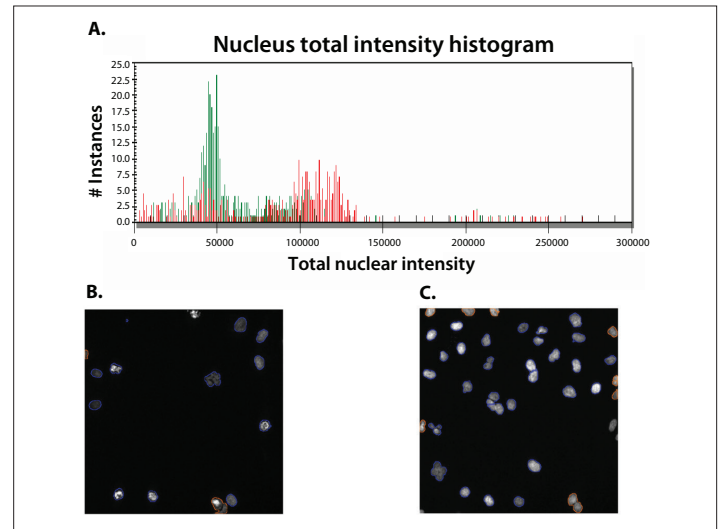 A.
Nucleus total intensity histogram
# Instances
25.0
22.5
20.0
17.5
15.0
12.5
10.0
7.5
5.0
2.5
0.0
0 50000 100000 150000 200000 250000 300000
Total nuclear intensity
B. C.